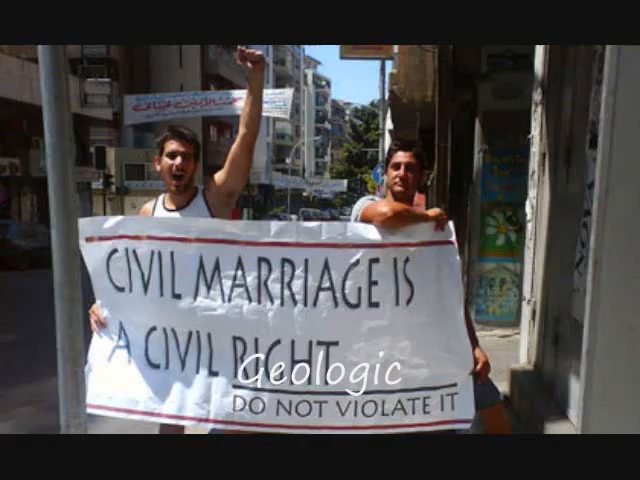 CIVIL MARRIAGE IS
A CIVIL RIGHT
Geologic
DO NOT VIOLATE IT